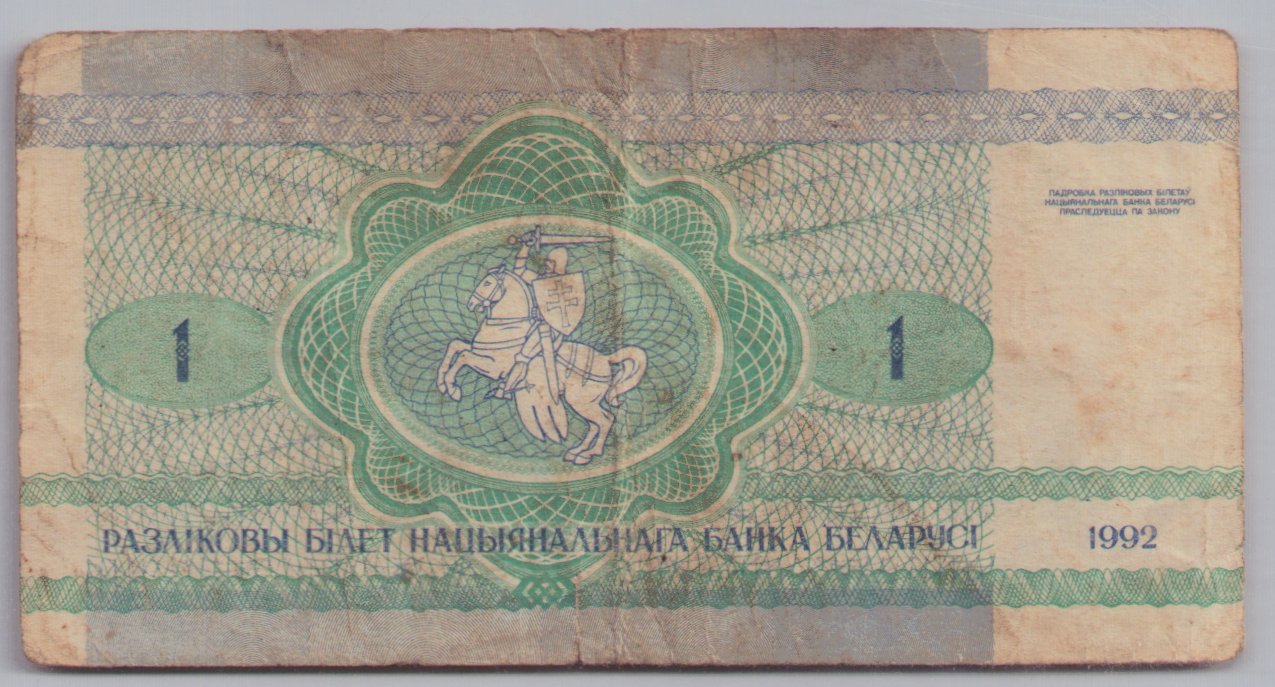 ПАДРОБКА РАЗЛІКОВЫХ БІЛЕТАЎ
НАЦЫЯНАЛЬНАГА БАНКА БЕЛАРУСІ
ПРАСЛЕДУЕЦЦА ПА ЗАКОНУ
1 1
РАЗЛІКОВЫ БІЛЕТ НАЦЫЯНАЛЬНАГА БАНКА БЕЛАРУСІ 1992